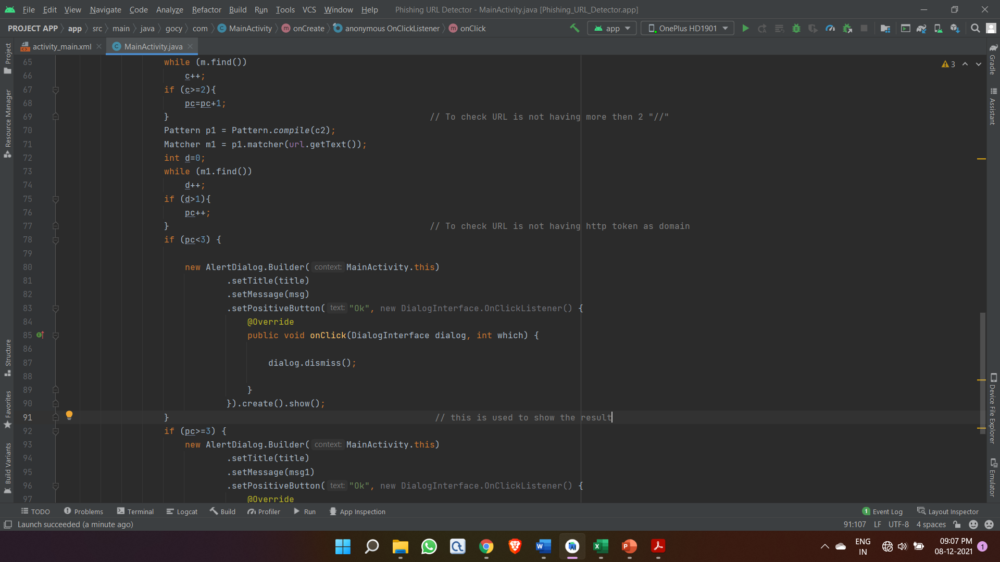 File Edit View Navigate Code Analyze Refactor Build Run Tools VCS Window Help Phishing URL Detector - MainActivity.java [Phishing_URL_Detector.app]
PROJECT APP app src main java gocy com MainActivity onCreate anonymous OnClickListener onClick app OnePlus HD1901
activity_main.xml MainActivity.java
Project
Resource Manager
Structure
Favorites
Build Variants
65 while (m.find())
66 c++;
67 if (c>=2){
68 pc=pc+1;
69 } // To check URL is not having more then 2 "//"
70 Pattern p1 = Pattern.compile(c2);
71 Matcher m1 = p1.matcher(url.getText());
72 int d=0;
73 while (m1.find())
74 d++;
75 if (d>1){
76 pc++;
77 } // To check URL is not having http token as domain
78 if (pc<3) {
79
80 new AlertDialog.Builder( context: MainActivity.this)
81 .setTitle(title)
82 .setMessage(msg)
83 .setPositiveButton( text: "Ok", new DialogInterface.OnClickListener() {
84 @Override
85 public void onClick(DialogInterface dialog, int which) {
86
87 dialog.dismiss();
88
89 }
90 }).create().show();
91 } // this is used to show the result
92 if (pc>=3) {
93 new AlertDialog.Builder( context: MainActivity.this)
94 .setTitle(title)
95 .setMessage(msg1)
96 .setPositiveButton( text: "Ok", new DialogInterface.OnClickListener() {
97 @Override
3
Gradle
Assistant
Device File Explorer
Emulator
TODO Problems Terminal Logcat Build Profiler Run App Inspection 1 Event Log Layout Inspector
Launch succeeded (a minute ago) 91:107 LF UTF-8 4 spaces
ENG
IN
09:07 PM
08-12-2021
1